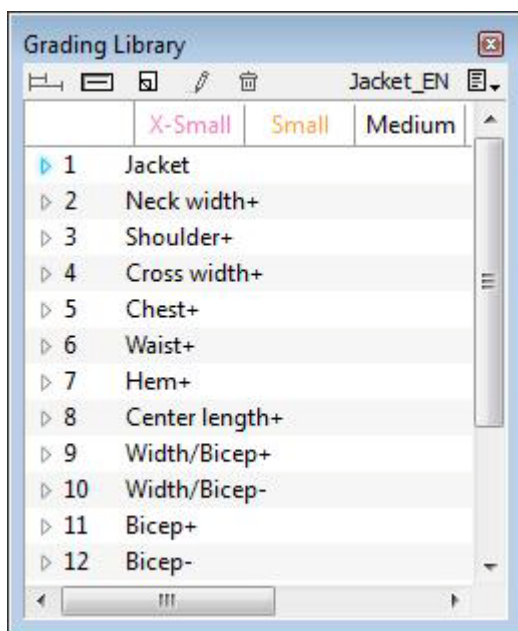 Grading Library
Jacket_EN
X-Small Small Medium
1 Jacket
2 Neck width+
3 Shoulder+
4 Cross width+
5 Chest+
6 Waist+
7 Hem+
8 Center length+
9 Width/Bicep+
10 Width/Bicep-
11 Bicep+
12 Bicep-